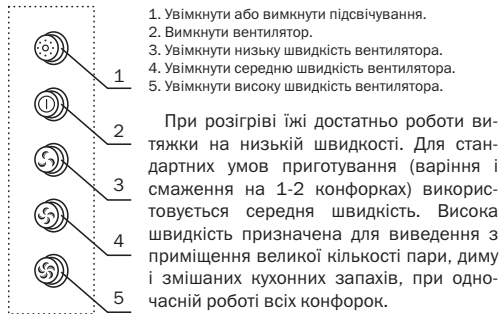 1. Увімкнути або вимкнути підсвічування.
2. Вимкнути вентилятор.
3. Увімкнути низьку швидкість вентилятора.
4. Увімкнути середню швидкість вентилятора.
5. Увімкнути високу швидкість вентилятора.
1
2
3
4
5
При розігріві їжі достатньо роботи ви-
тяжки на низькій швидкості. Для стан-
дартних умов приготування (варіння і
смаження на 1-2 конфорках) викорис-
товується середня швидкість. Висока
швидкість призначена для виведення з
приміщення великої кількості пари, диму
і змішаних кухонних запахів, при одно-
часній роботі всіх конфорок.